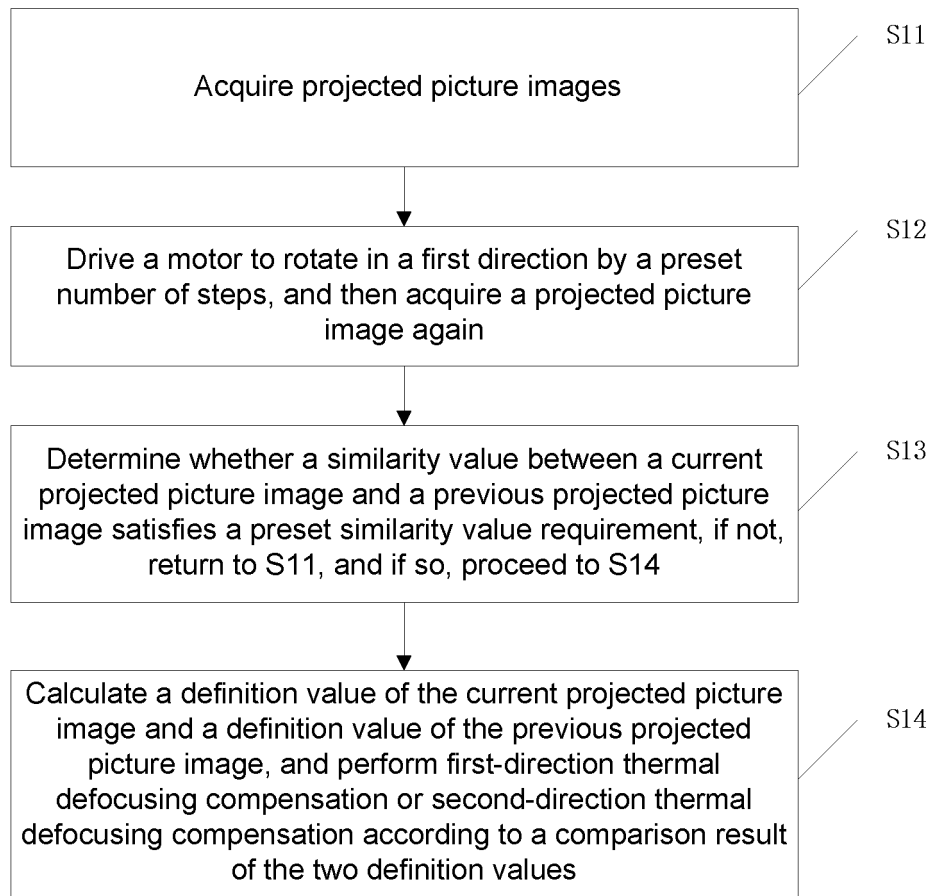 Acquire projected picture images
S11
Drive a motor to rotate in a first direction by a preset
number of steps, and then acquire a projected picture
image again
S12
Determine whether a similarity value between a current
projected picture image and a previous projected picture
image satisfies a preset similarity value requirement, if not,
return to S11, and if so, proceed to S14
S13
Calculate a definition value of the current projected picture
image and a definition value of the previous projected
picture image, and perform first-direction thermal
defocusing compensation or second-direction thermal
defocusing compensation according to a comparison result
of the two definition values
S14